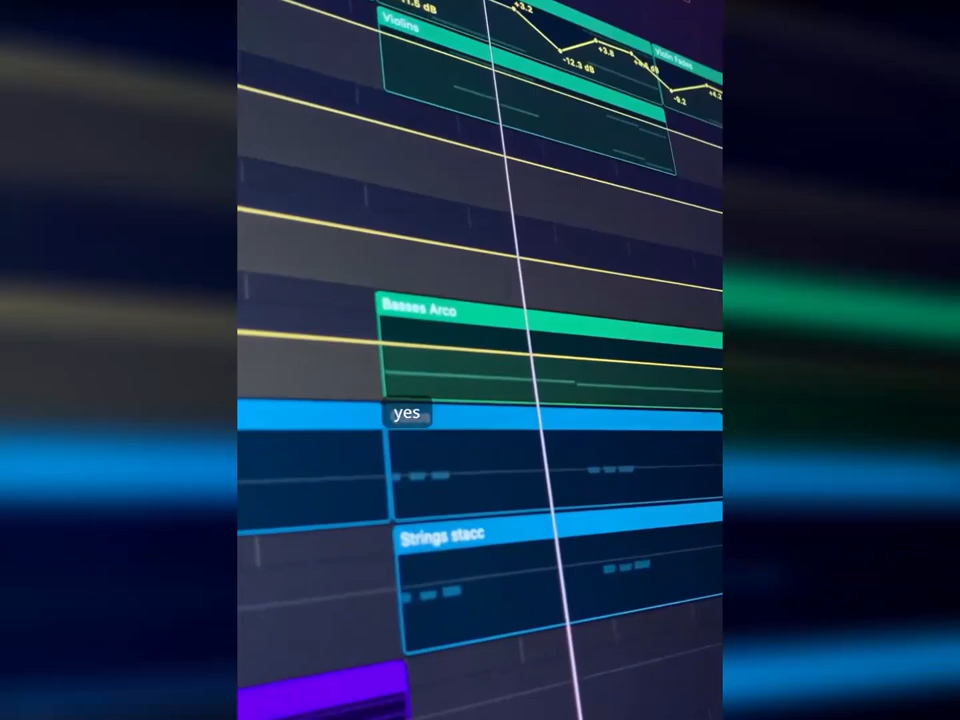 +3.2
Violins
+3.8
-12.3 dB
Violin Fades
-9.2
Basses Arco
yes
Strings stacc